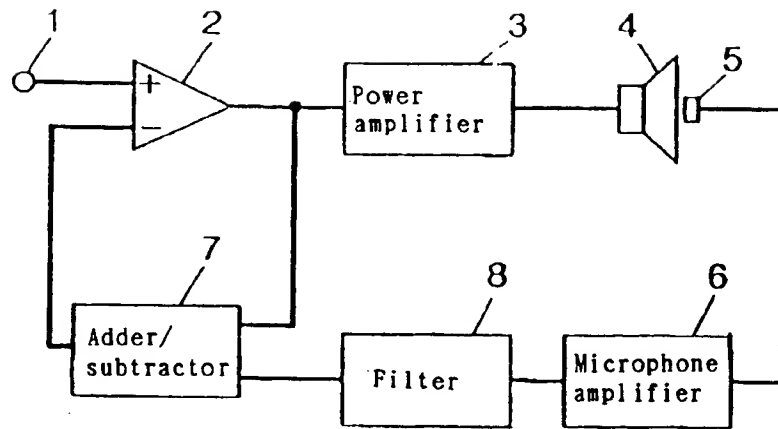 1
2
3
4
5
+
−
Power
amplifier
7
8
6
Adder/
subtractor
Filter
Microphone
amplifier